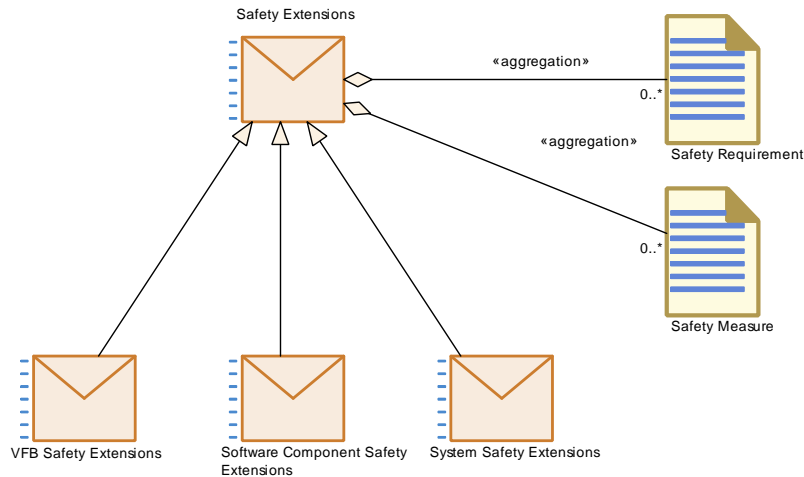 Safety Extensions
«aggregation»
0..*
Safety Requirement
«aggregation»
0..*
Safety Measure
VFB Safety Extensions
Software Component Safety
Extensions
System Safety Extensions